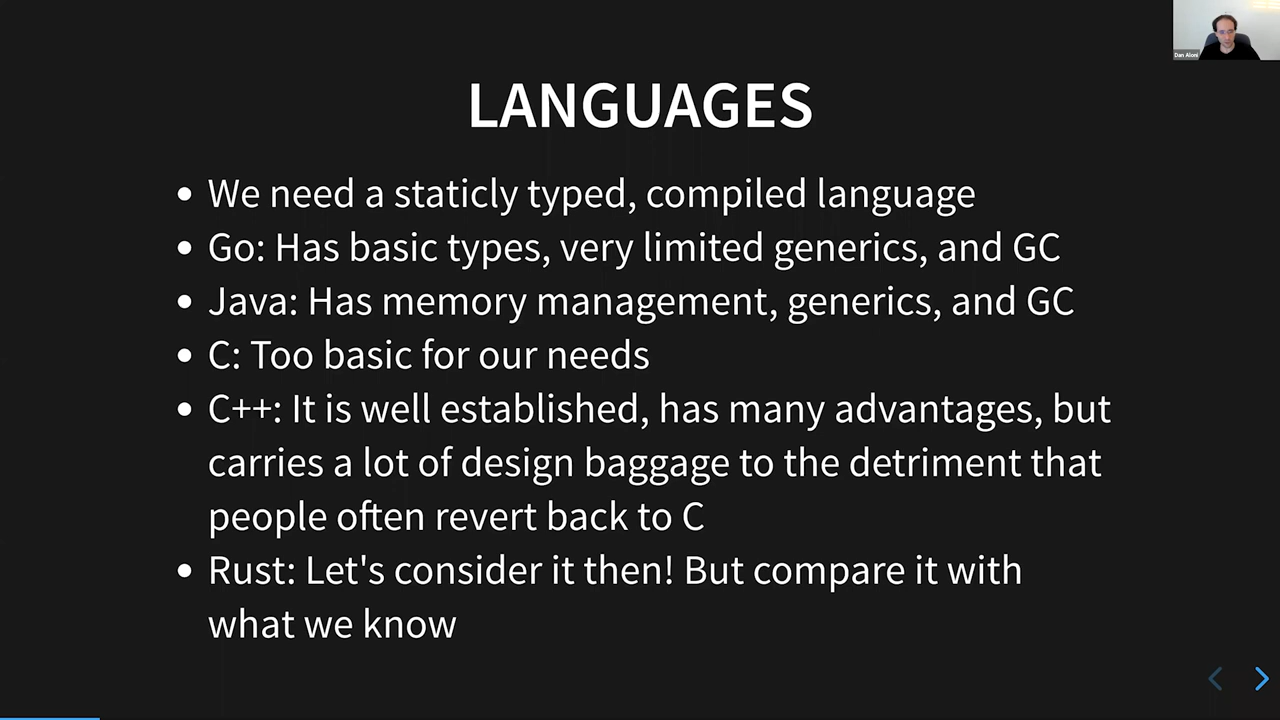 Dan Aloni
LANGUAGES
• We need a staticly typed, compiled language
• Go: Has basic types, very limited generics, and GC
• Java: Has memory management, generics, and GC
• C: Too basic for our needs
• C++: It is well established, has many advantages, but
carries a lot of design baggage to the detriment that
people often revert back to C
• Rust: Let's consider it then! But compare it with
what we know